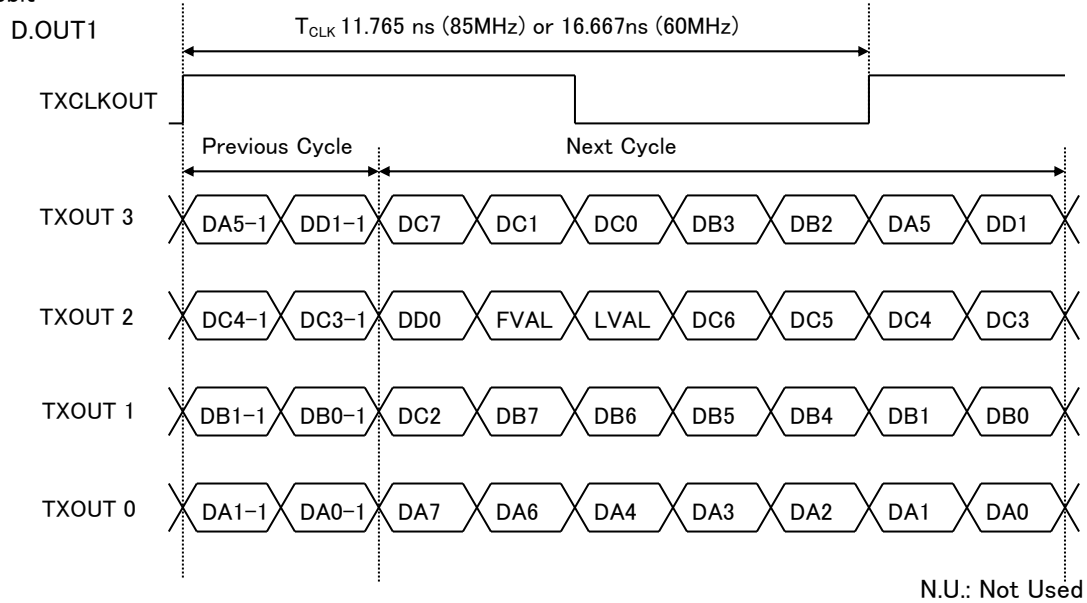 D.OUT1
TCLK 11.765 ns (85MHz) or 16.667ns (60MHz)
TXCLKOUT
Previous Cycle Next Cycle
TXOUT 3 DA5-1 DD1-1 DC7 DC1 DC0 DB3 DB2 DA5 DD1
TXOUT 2 DC4-1 DC3-1 DD0 FVAL LVAL DC6 DC5 DC4 DC3
TXOUT 1 DB1-1 DB0-1 DC2 DB7 DB6 DB5 DB4 DB1 DB0
TXOUT 0 DA1-1 DA0-1 DA7 DA6 DA4 DA3 DA2 DA1 DA0
N.U.: Not Used